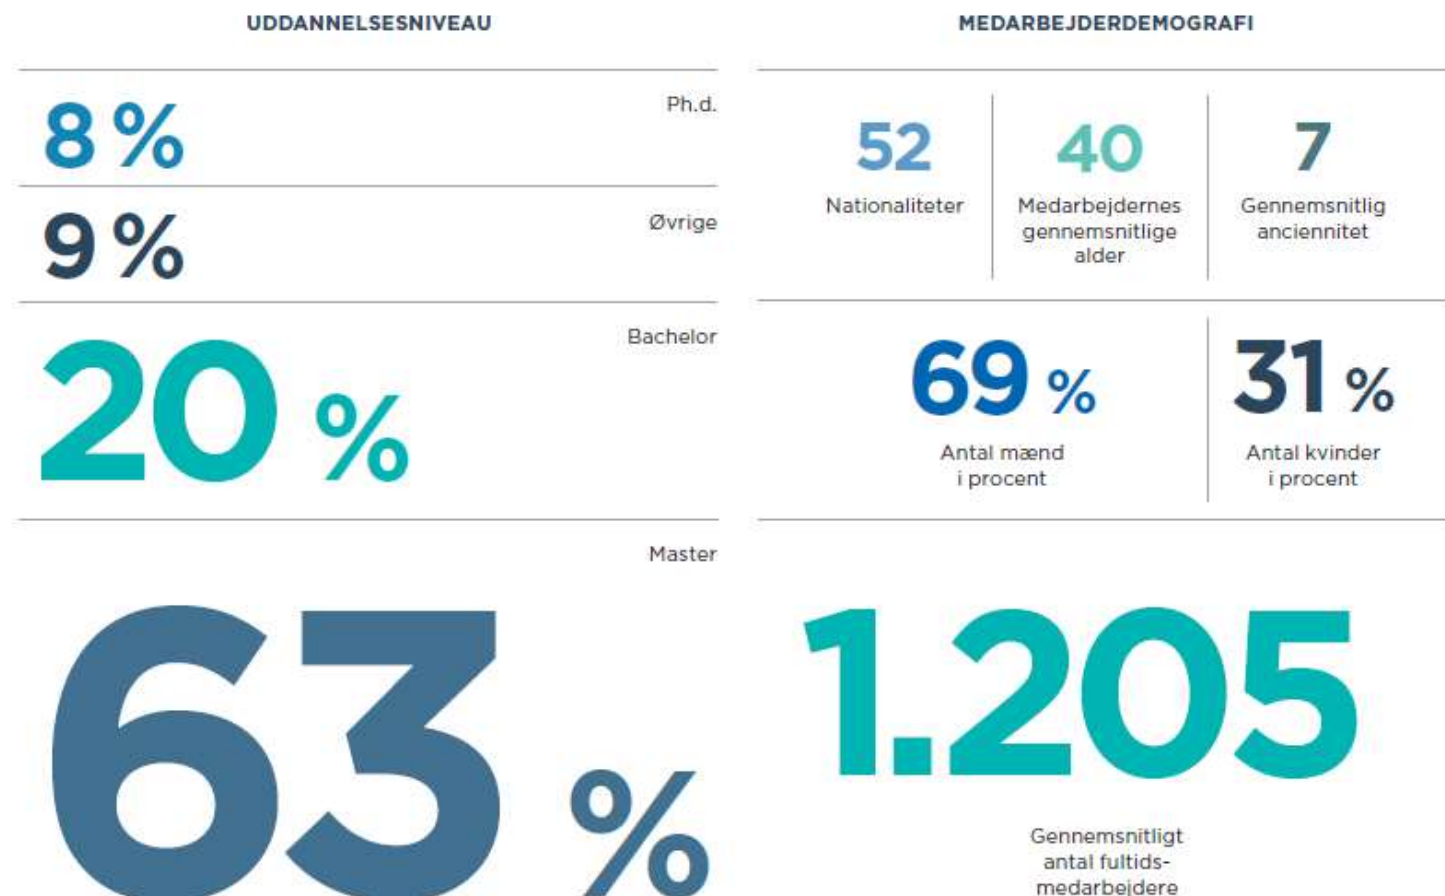 UDDANNELSESNIVEAU
8 %
Ph.d.
9 %
Øvrige
20 %
Bachelor
Master
63 %
MEDARBEJDERDEMOGRAFI
52
Nationaliteter
40
Medarbejdernes
gennemsnitlige
alder
7
Gennemsnitlig
anciennitet
69 %
Antal mænd
i procent
31 %
Antal kvinder
i procent
1.205
Gennemsnitligt
antal fultids-
medarbejdere